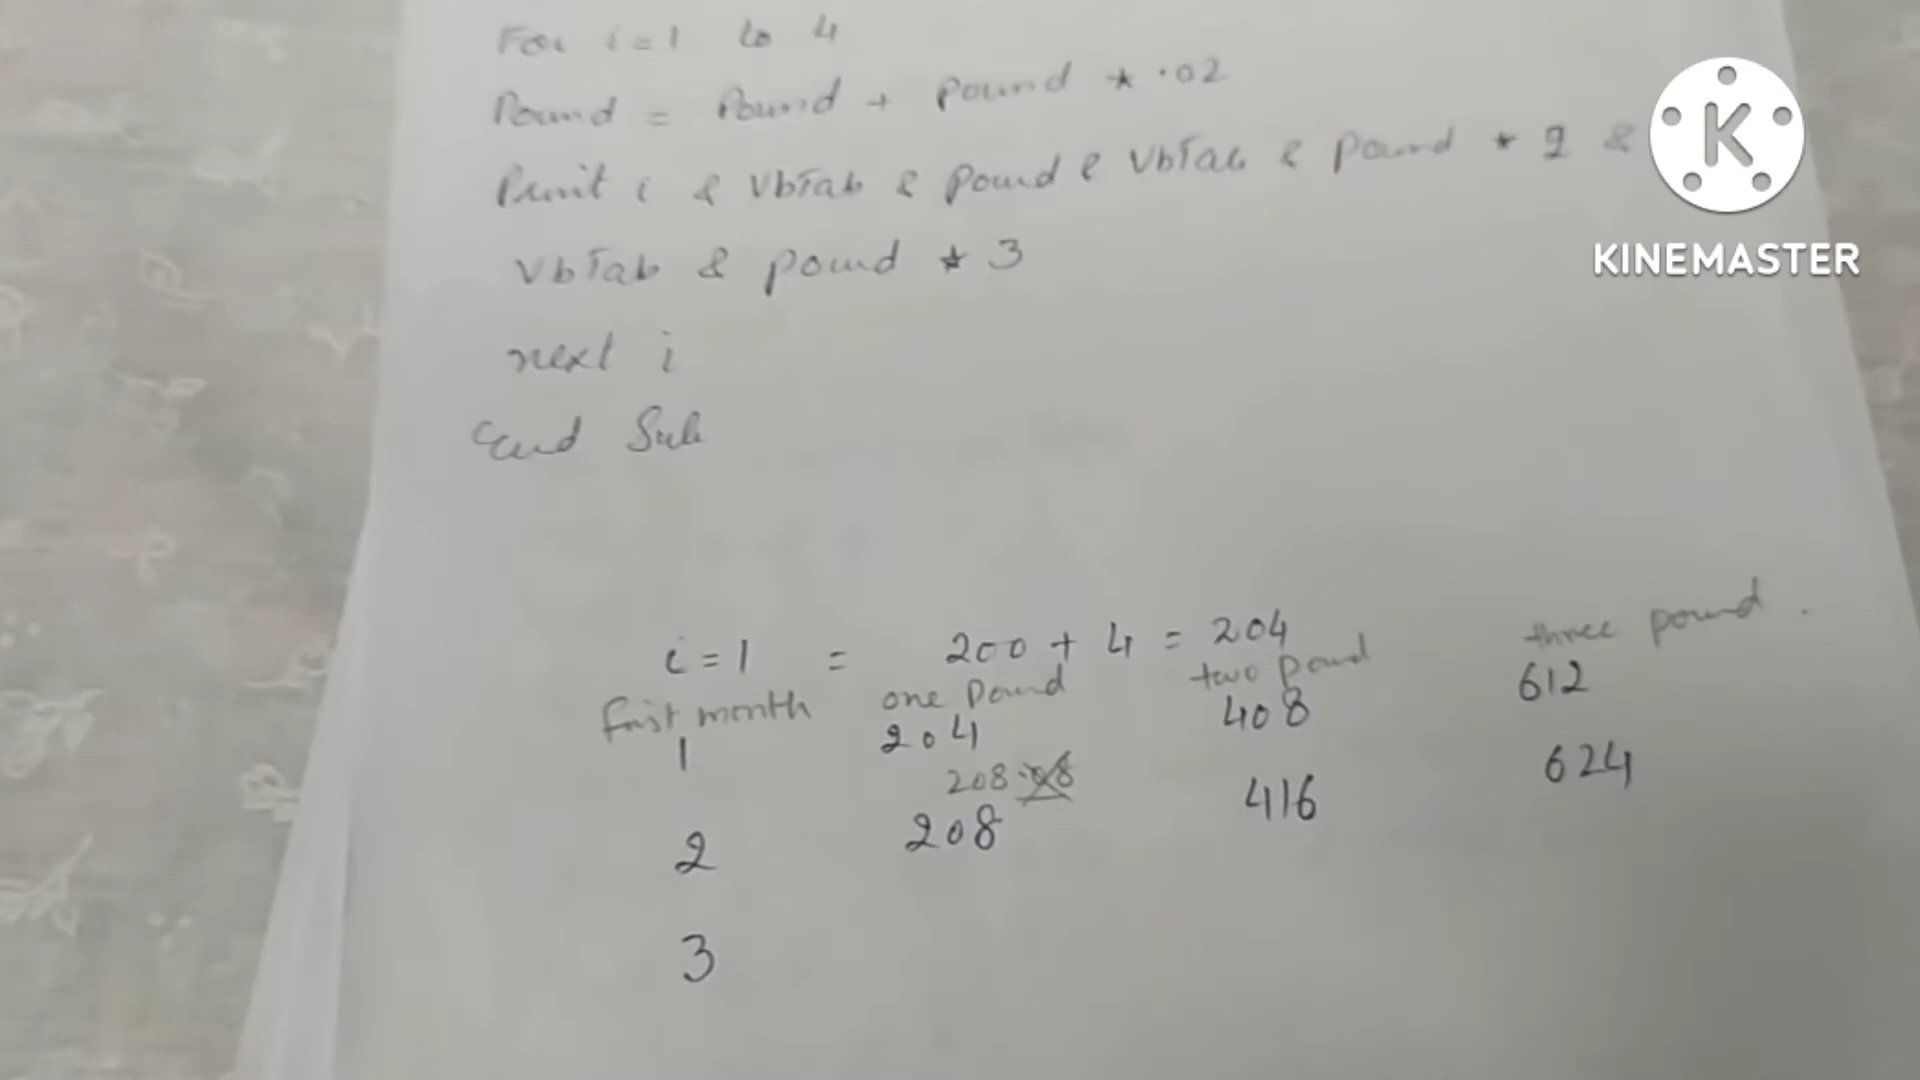 For i=1 to 4
Pound = Pound + Pound * .02
Print i & VbTab & Pound & VbTab & Pound * 2 &
VbTab & pound * 3
next i
End Sub
i=1 = 200 + 4 = 204
first month one Pound two Pound three pound.
1 204 408 612
208
2 208 416 624
3
K
KINEMASTER